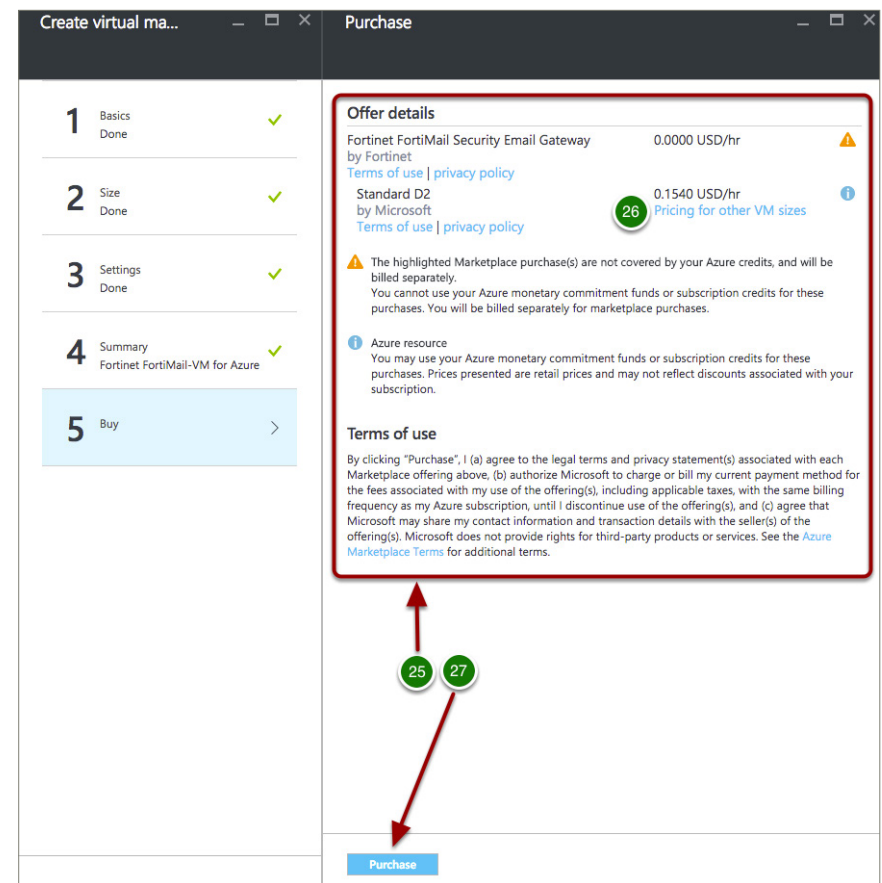 Create virtual ma...
1
Basics
Done
2
Size
Done
3
Settings
Done
4
Summary
Fortinet FortiMail-VM for Azure
5
Buy
Purchase
Offer details
Fortinet FortiMail Security Email Gateway 0.0000 USD/hr
by Fortinet
Terms of use | privacy policy
Standard D2 0.1540 USD/hr
by Microsoft 26 Pricing for other VM sizes
Terms of use | privacy policy
The highlighted Marketplace purchase(s) are not covered by your Azure credits, and will be
billed separately.
You cannot use your Azure monetary commitment funds or subscription credits for these
purchases. You will be billed separately for marketplace purchases.
Azure resource
You may use your Azure monetary commitment funds or subscription credits for these
purchases. Prices presented are retail prices and may not reflect discounts associated with your
subscription.
Terms of use
By clicking "Purchase", I (a) agree to the legal terms and privacy statement(s) associated with each
Marketplace offering above, (b) authorize Microsoft to charge or bill my current payment method for
the fees associated with my use of the offering(s), including applicable taxes, with the same billing
frequency as my Azure subscription, until I discontinue use of the offering(s), and (c) agree that
Microsoft may share my contact information and transaction details with the seller(s) of the
offering(s). Microsoft does not provide rights for third-party products or services. See the Azure
Marketplace Terms for additional terms.
25 27
Purchase